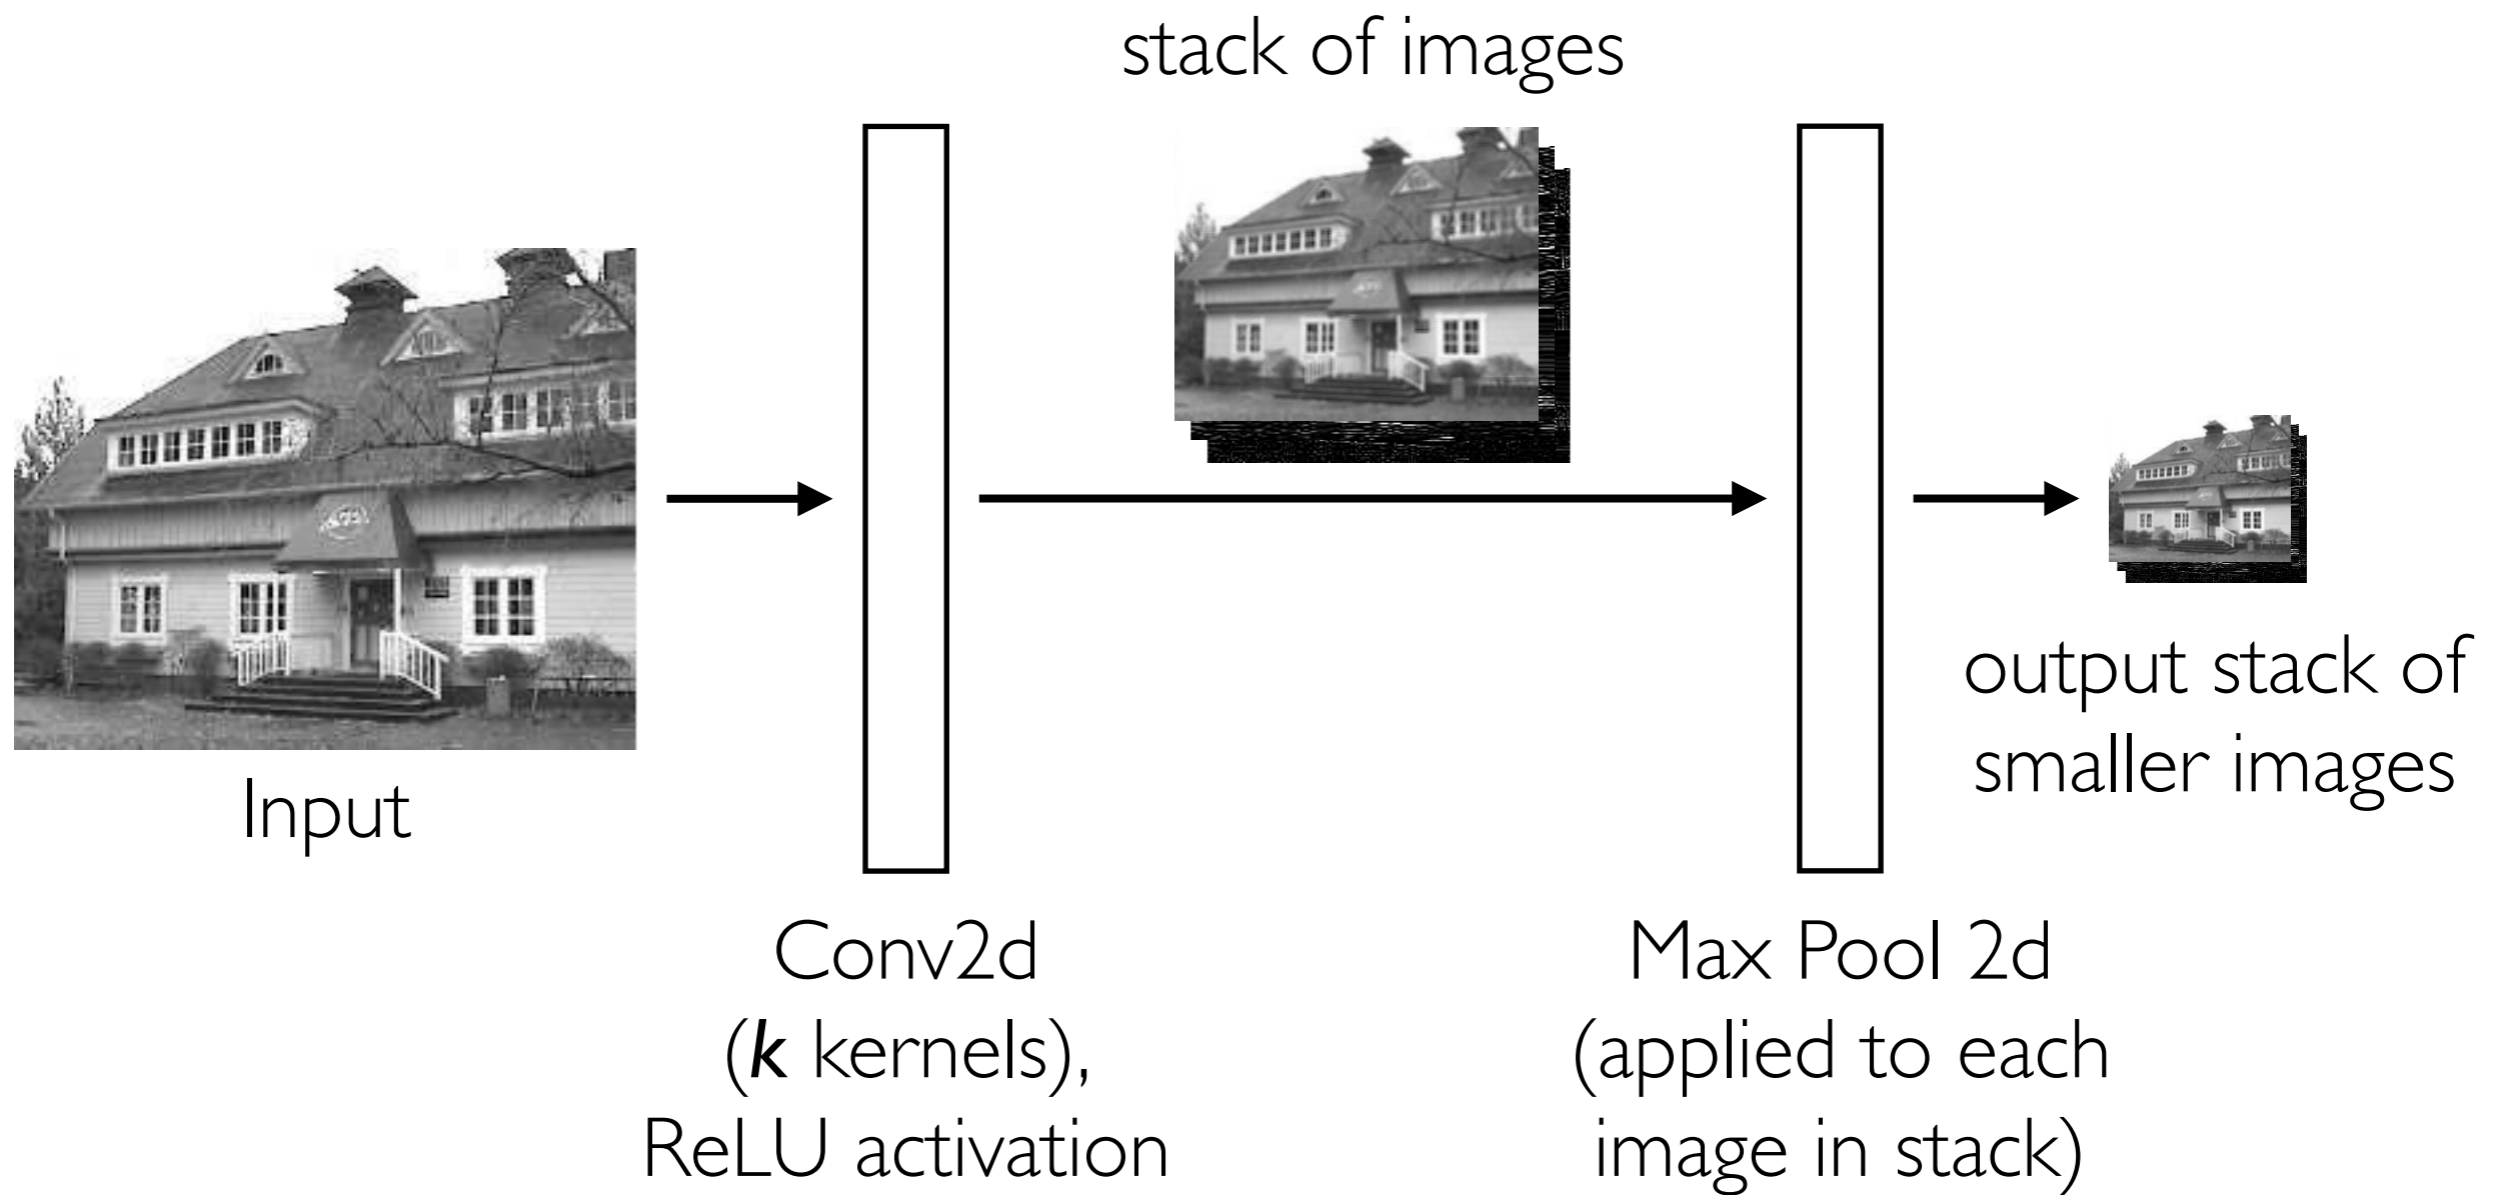 stack of images
Input
Conv2d
(k kernels),
ReLU activation
Max Pool 2d
(applied to each
image in stack)
output stack of
smaller images